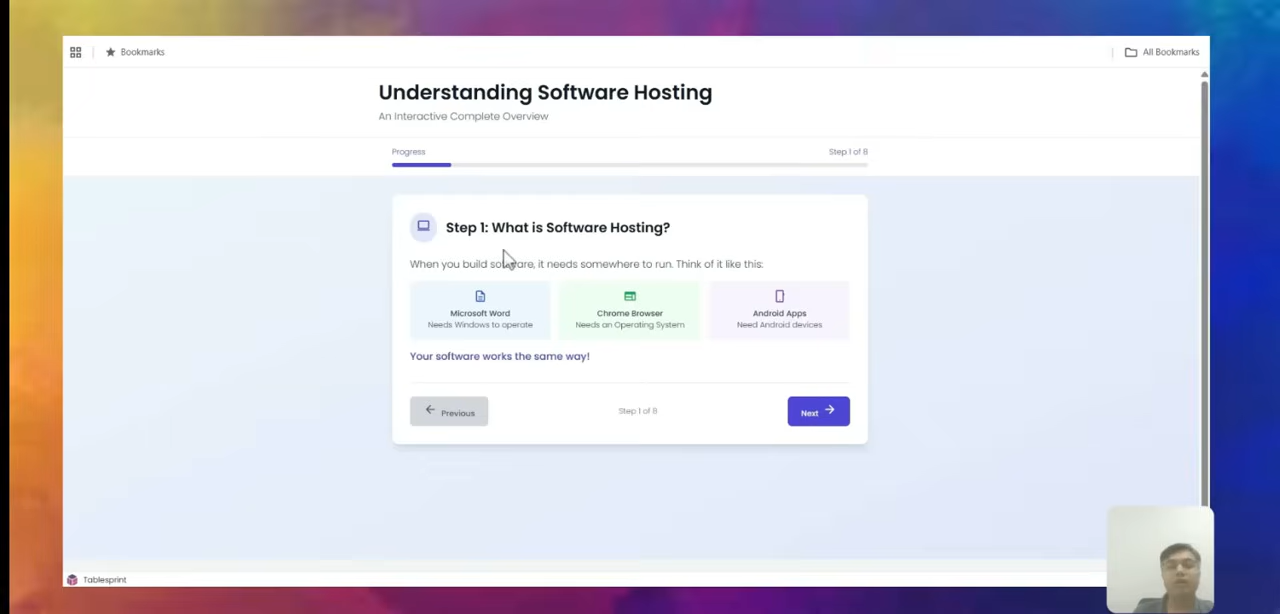 Bookmarks
All Bookmarks
Understanding Software Hosting
An Interactive Complete Overview
Progress
Step 1 of 8
Step 1: What is Software Hosting?
When you build software, it needs somewhere to run. Think of it like this:
Microsoft Word
Needs Windows to operate
Chrome Browser
Needs an Operating System
Android Apps
Need Android devices
Your software works the same way!
Previous
Step 1 of 8
Next
Tablesprint